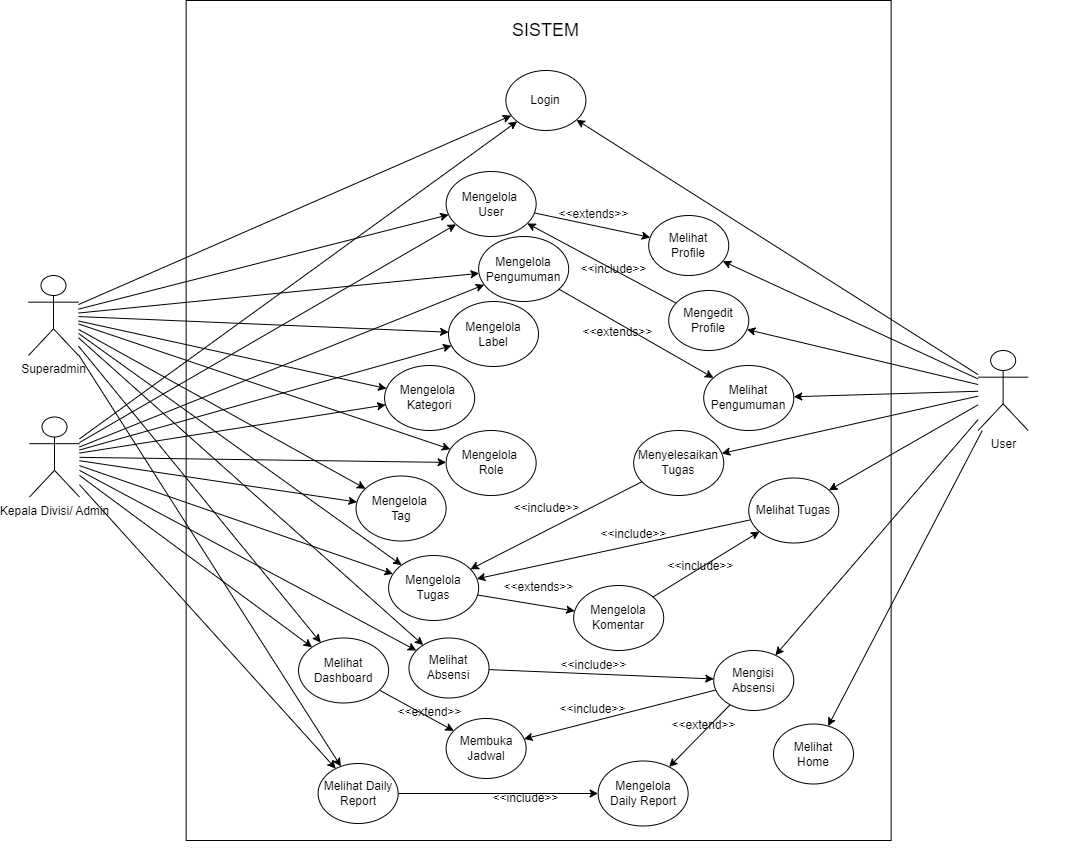 SISTEM
Login
Mengelola
User
<<extends>>
Melihat
Profile
Mengelola
Pengumuman
<<include>>
Mengedit
Profile
Mengelola
Label
<<extends>>
Superadmin
Mengelola
Kategori
Melihat
Pengumuman
User
Mengelola
Role
Menyelesaikan
Tugas
Kepala Divisi/ Admin
Mengelola
Tag
<<include>>
Melihat Tugas
<<include>>
Mengelola
Tugas
<<extends>>
<<include>>
Mengelola
Komentar
Melihat
Dashboard
Melihat
Absensi
<<include>>
Mengisi
Absensi
<<extend>>
<<include>>
<<extend>>
Membuka
Jadwal
Melihat
Home
Melihat Daily
Report
<<include>>
Mengelola
Daily Report